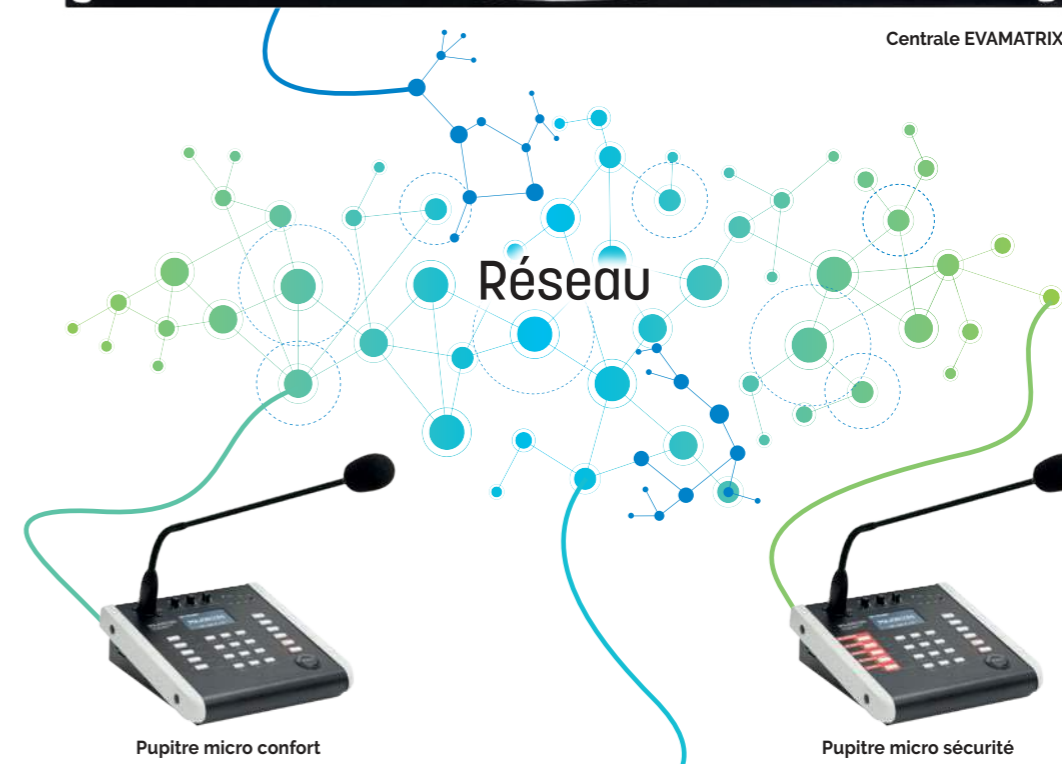 Centrale EVAMATRIX
Réseau
Pupitre micro confort
Pupitre micro sécurité